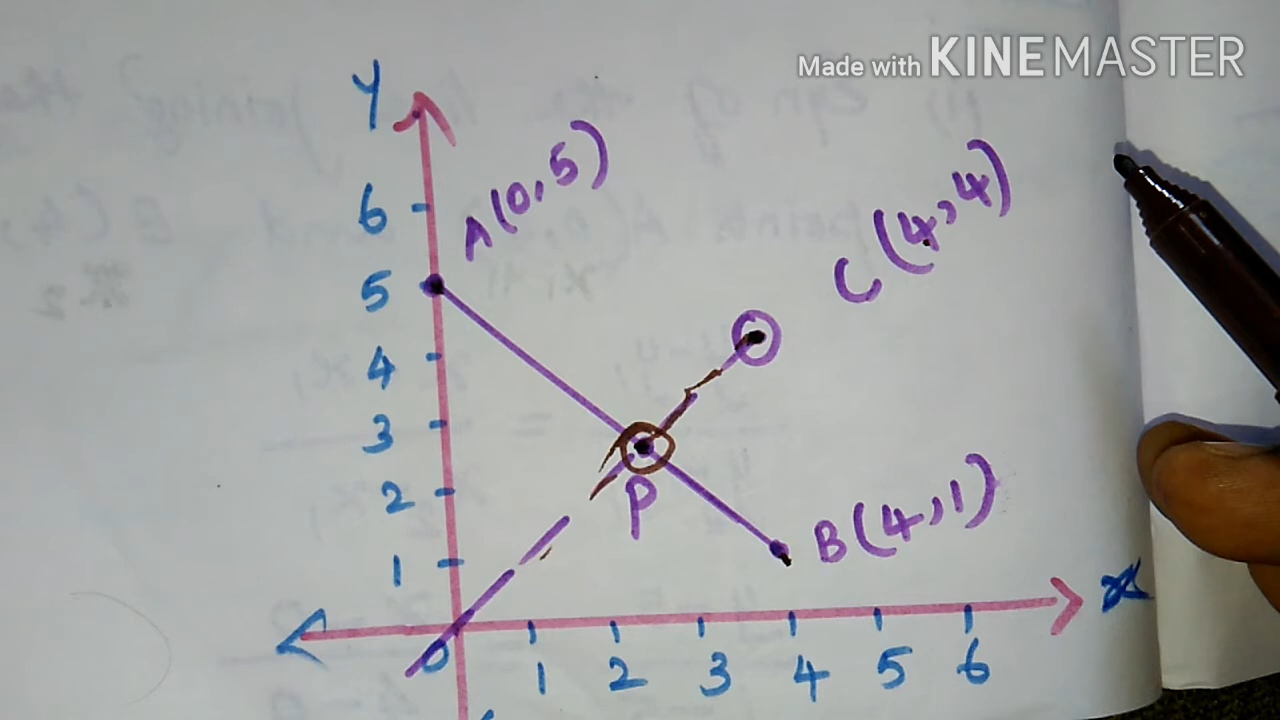 Made with KINEMASTER
Y
A(0,5)
C(4,4)
6
5
4
3
2
1
P
B(4,1)
x
0 1 2 3 4 5 6